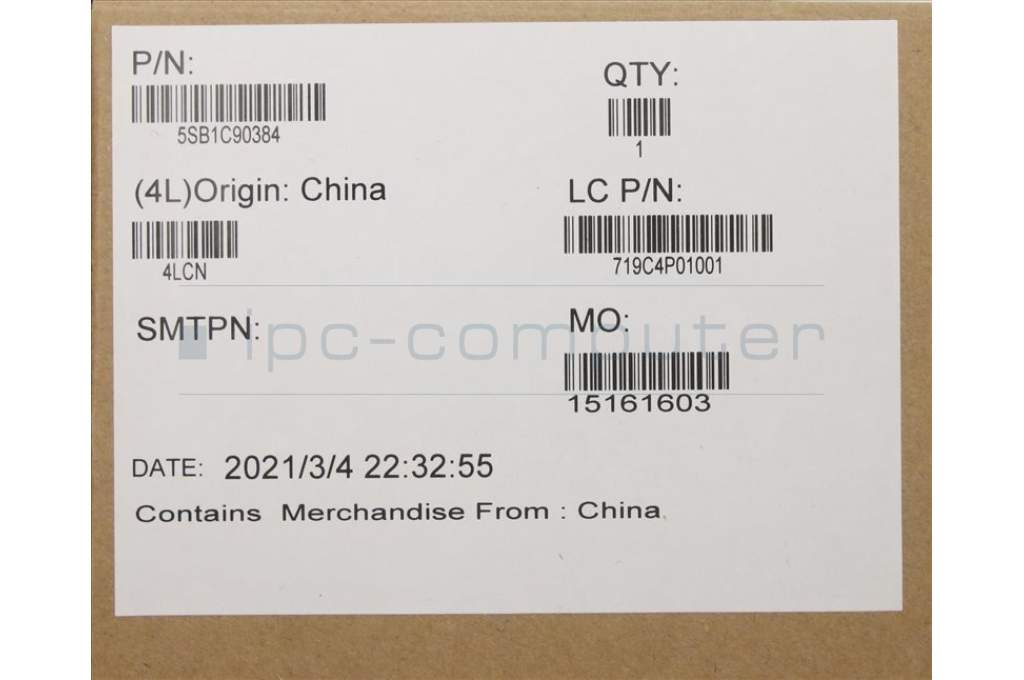 P/N:
5SB1C90384
QTY:
1
(4L)Origin: China
4LCN
LC P/N:
719C4P01001
SMTPN:
MO:
15161603
ipc-computer
DATE: 2021/3/4 22:32:55
Contains Merchandise From : China